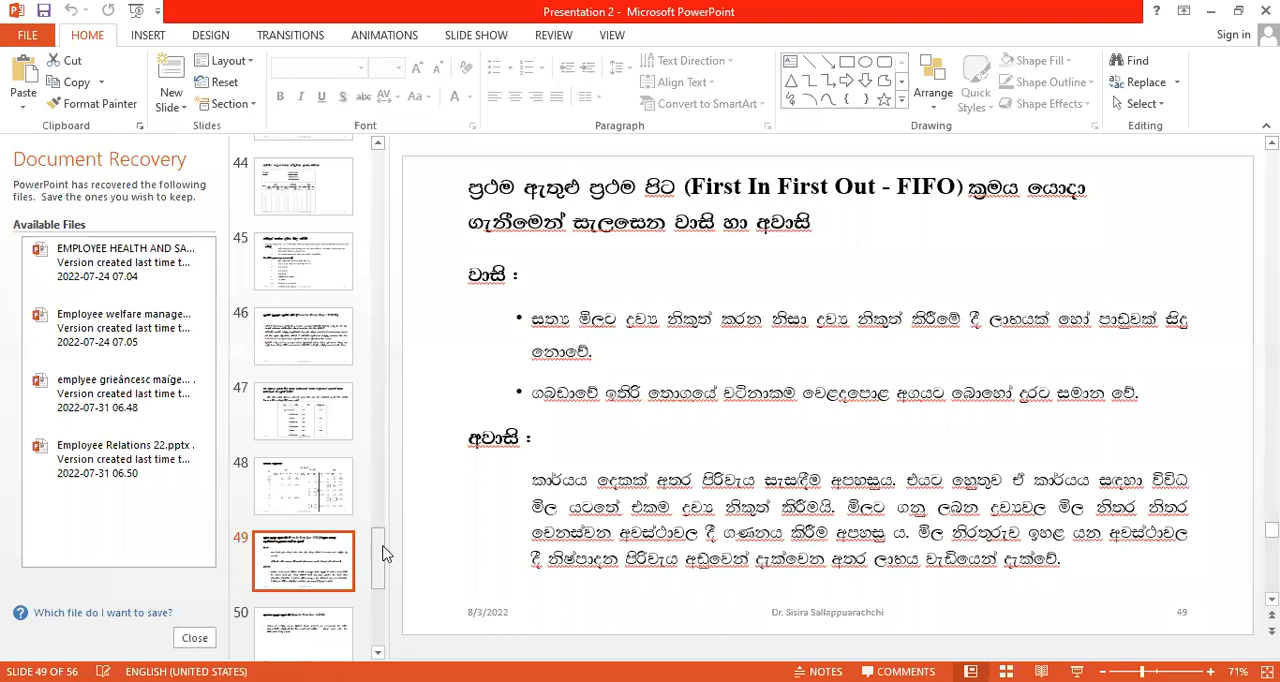 Presentation 2 - Microsoft PowerPoint
Sign in
FILE HOME INSERT DESIGN TRANSITIONS ANIMATIONS SLIDE SHOW REVIEW VIEW
Paste
Cut
Copy
Format Painter
Clipboard
New Slide
Layout
Reset
Section
Slides
Font
Text Direction
Align Text
Convert to SmartArt
Paragraph
Arrange
Quick Styles
Shape Fill
Shape Outline
Shape Effects
Drawing
Find
Replace
Select
Editing
Document Recovery
PowerPoint has recovered the following
files. Save the ones you wish to keep.
Available Files
EMPLOYEE HEALTH AND SA...
Version created last time t...
2022-07-24 07.04
Employee welfare manage...
Version created last time t...
2022-07-24 07.05
emplyee grieâncesc maíge... .
Version created last time t...
2022-07-31 06.48
Employee Relations 22.pptx .
Version created last time t...
2022-07-31 06.50
Which file do I want to save?
Close
44
45
46
47
48
49
50
ප්‍රථම ඇතුළු ප්‍රථම පිට (First In First Out - FIFO) ක්‍රමය යොදා
ගැනීමෙන් සැලසෙන වාසි හා අවාසි
වාසි :
• සත්‍ය මිලට ද්‍රව්‍ය නිකුත් කරන නිසා ද්‍රව්‍ය නිකුත් කිරීමේ දී ලාභයක් හෝ පාඩුවක් සිදු
නොවේ.
• ගබඩාවේ ඉතිරි තොගයේ වටිනාකම වෙළදපොළ අගයට බොහෝ දුරට සමාන වේ.
අවාසි :
කාර්යය දෙකක් අතර පිරිවැය සැසඳීම අපහසුය. එයට හෙතුව ඒ කාර්යය සඳහා විවිධ
මිල යටතේ එකම ද්‍රව්‍ය නිකුත් කිරීමයි. මිලට ගනු ලබන ද්‍රව්‍යවල මිල නිතර නිතර
වෙනස්වන අවස්ථාවල දී ගණනය කිරීම අපහසු ය. මිල නිරතුරුව ඉහළ යන අවස්ථාවල
දී නිෂ්පාදන පිරිවැය අනුවෙන් දැක්වෙන අතර ලාභය වැඩියෙන් දැක්වේ.
8/3/2022 Dr. Sisira Sallappuarachchi 49
SLIDE 49 OF 56 ENGLISH (UNITED STATES) NOTES COMMENTS 71%